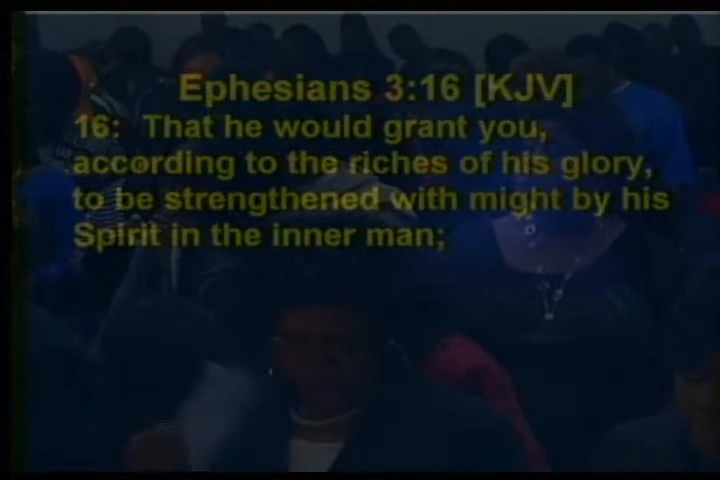 Ephesians 3:16 [KJV]
16: That he would grant you,
according to the riches of his glory,
to be strengthened with might by his
Spirit in the inner man;